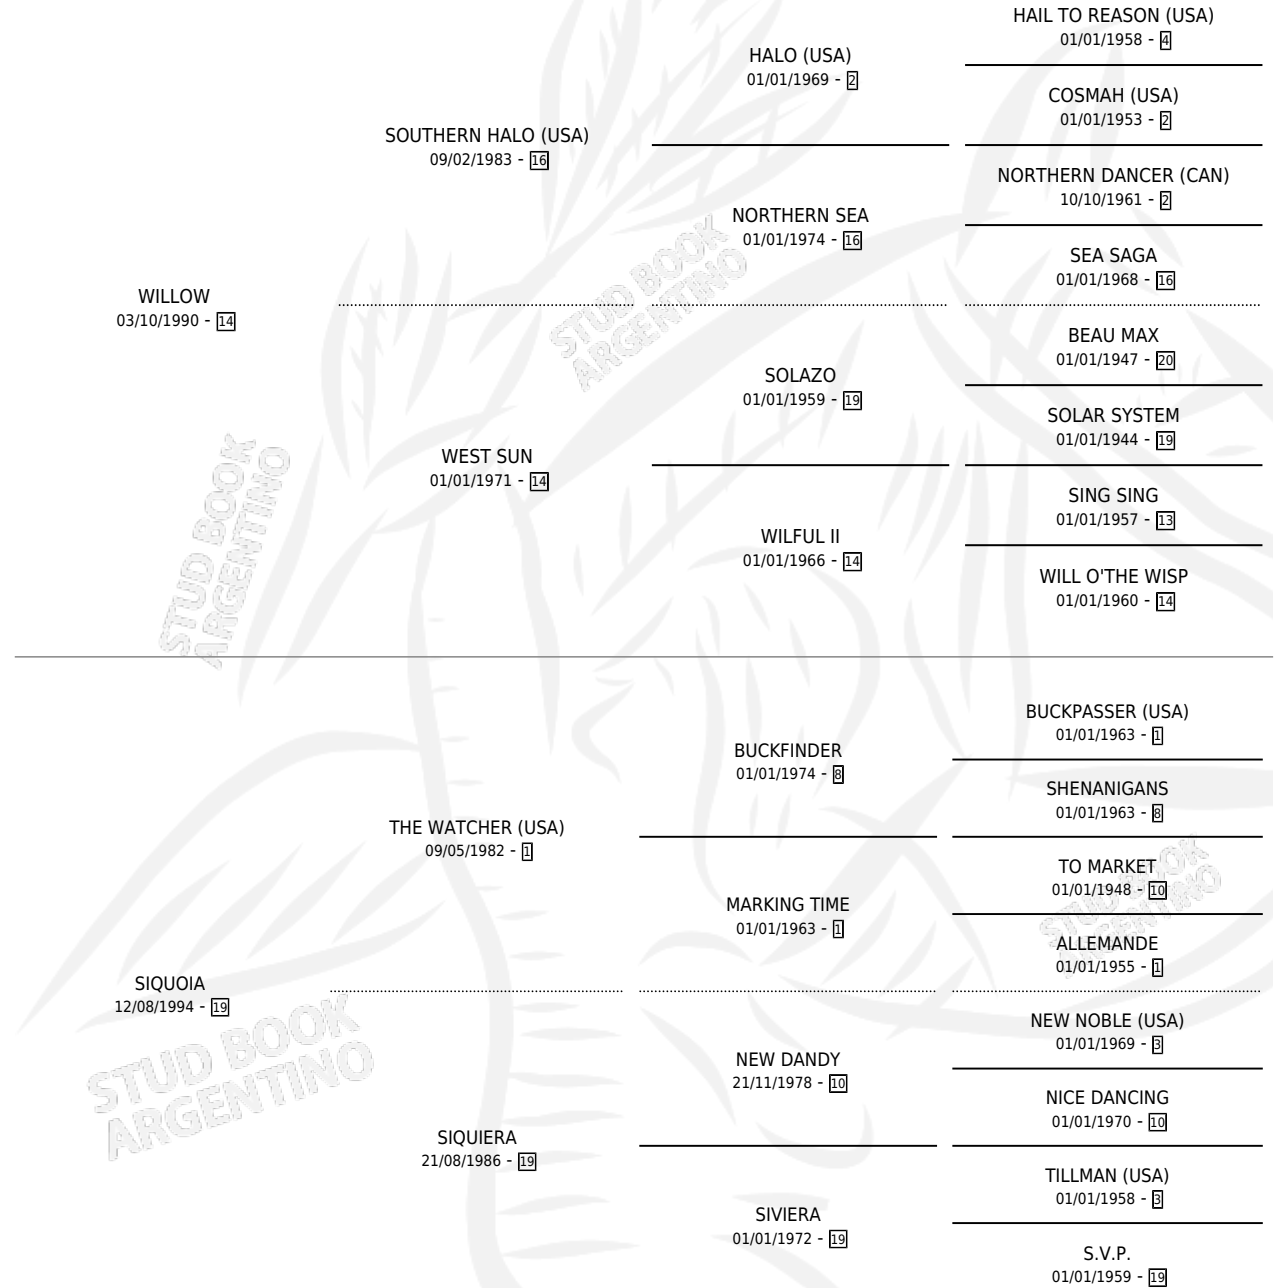 HAIL TO REASON (USA)
01/01/1958 - 4
HALO (USA)
01/01/1969 - 2
COSMAH (USA)
01/01/1953 - 2
SOUTHERN HALO (USA)
09/02/1983 - 16
NORTHERN DANCER (CAN)
10/10/1961 - 2
NORTHERN SEA
01/01/1974 - 16
SEA SAGA
01/01/1968 - 16
WILLOW
03/10/1990 - 14
BEAU MAX
01/01/1947 - 20
SOLAZO
01/01/1959 - 19
SOLAR SYSTEM
01/01/1944 - 19
WEST SUN
01/01/1971 - 14
SING SING
01/01/1957 - 13
WILFUL II
01/01/1966 - 14
WILL O'THE WISP
01/01/1960 - 14
BUCKPASSER (USA)
01/01/1963 - 1
BUCKFINDER
01/01/1974 - 8
SHENANIGANS
01/01/1963 - 8
THE WATCHER (USA)
09/05/1982 - 1
TO MARKET
01/01/1948 - 10
MARKING TIME
01/01/1963 - 1
ALLEMANDE
01/01/1955 - 1
SIQUOIA
12/08/1994 - 19
NEW NOBLE (USA)
01/01/1969 - 3
NEW DANDY
21/11/1978 - 10
NICE DANCING
01/01/1970 - 10
SIQUIERA
21/08/1986 - 19
TILLMAN (USA)
01/01/1958 - 3
SIVIERA
01/01/1972 - 19
S.V.P.
01/01/1959 - 19
STUD BOOK
ARGENTINO
STUD BOOK
ARGENTINO
STUD BOOK
ARGENTINO
STUD BOOK
ARGENTINO